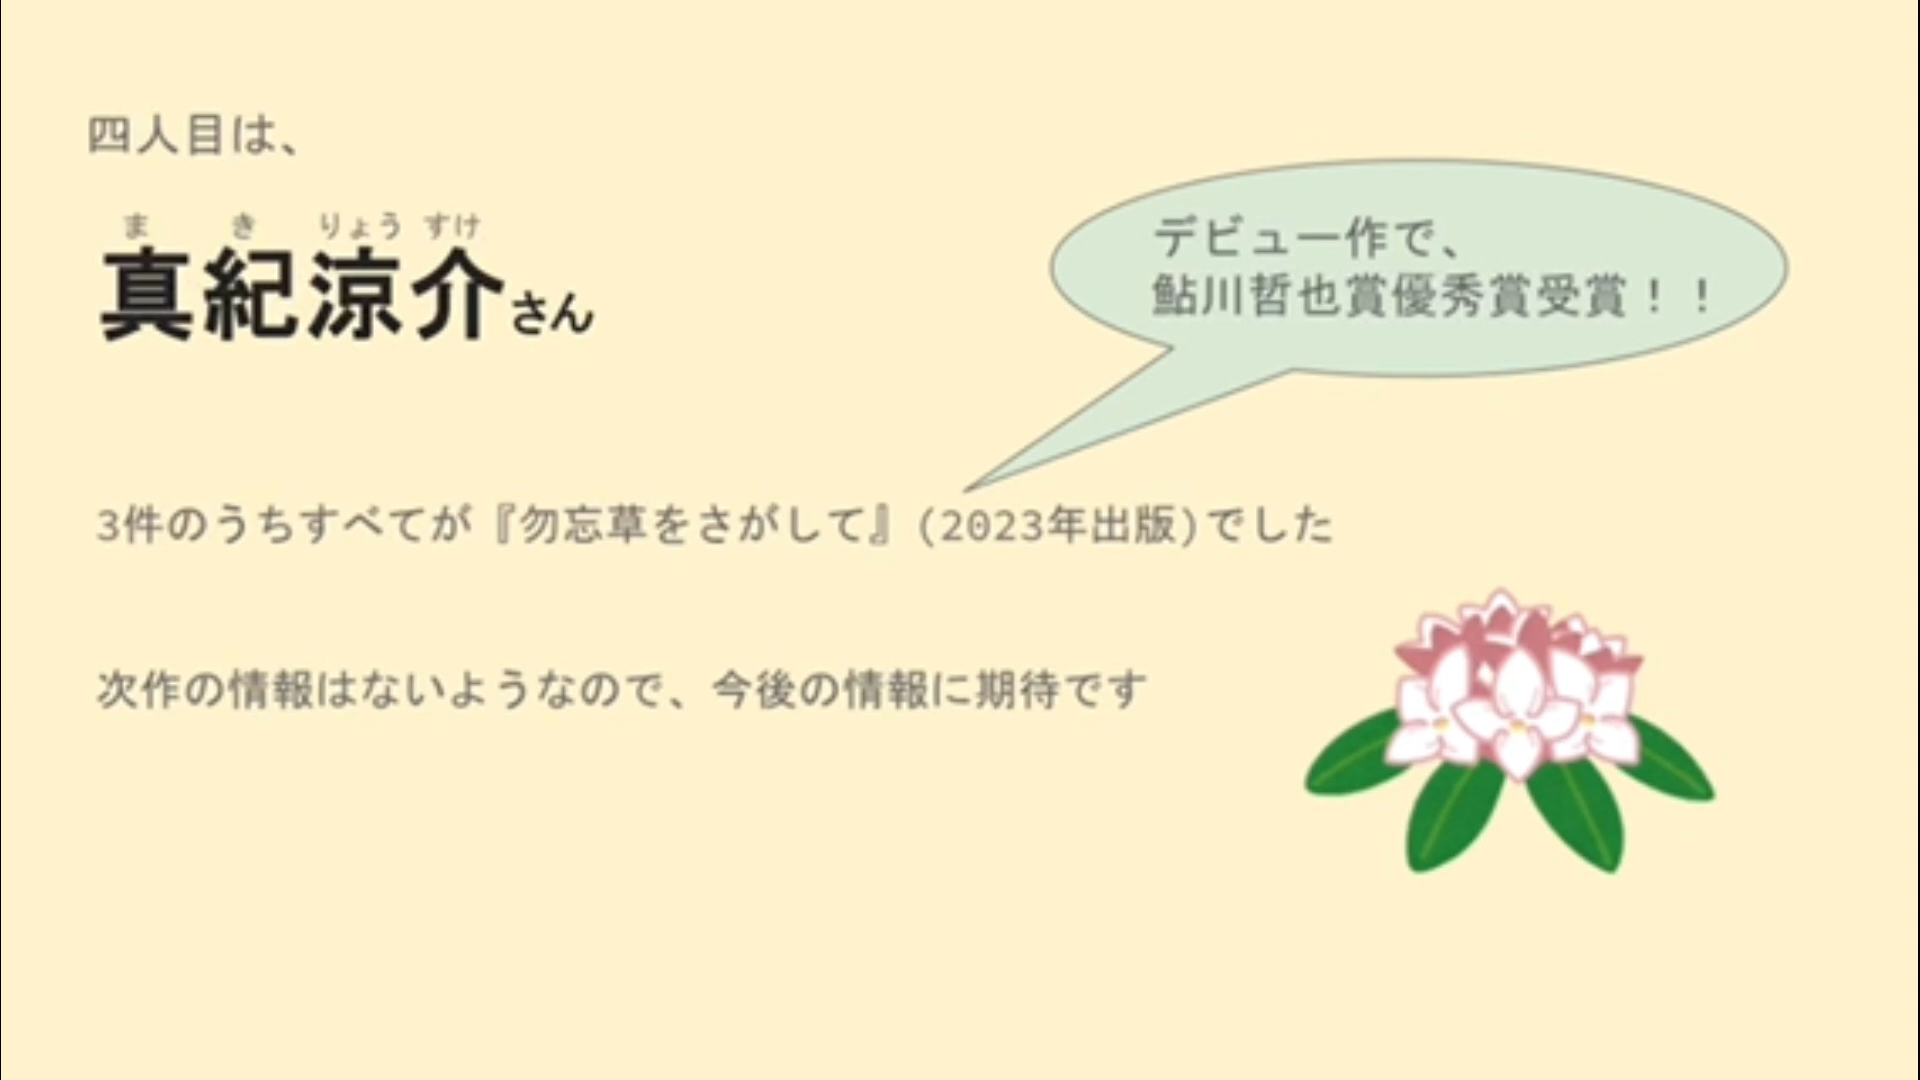 四人目は、
ま き りょう すけ
真紀涼介さん
デビュー作で、
鮎川哲也賞優秀賞受賞！！
3件のうちすべてが『勿忘草をさがして』(2023年出版)でした
次作の情報はないようなので、今後の情報に期待です